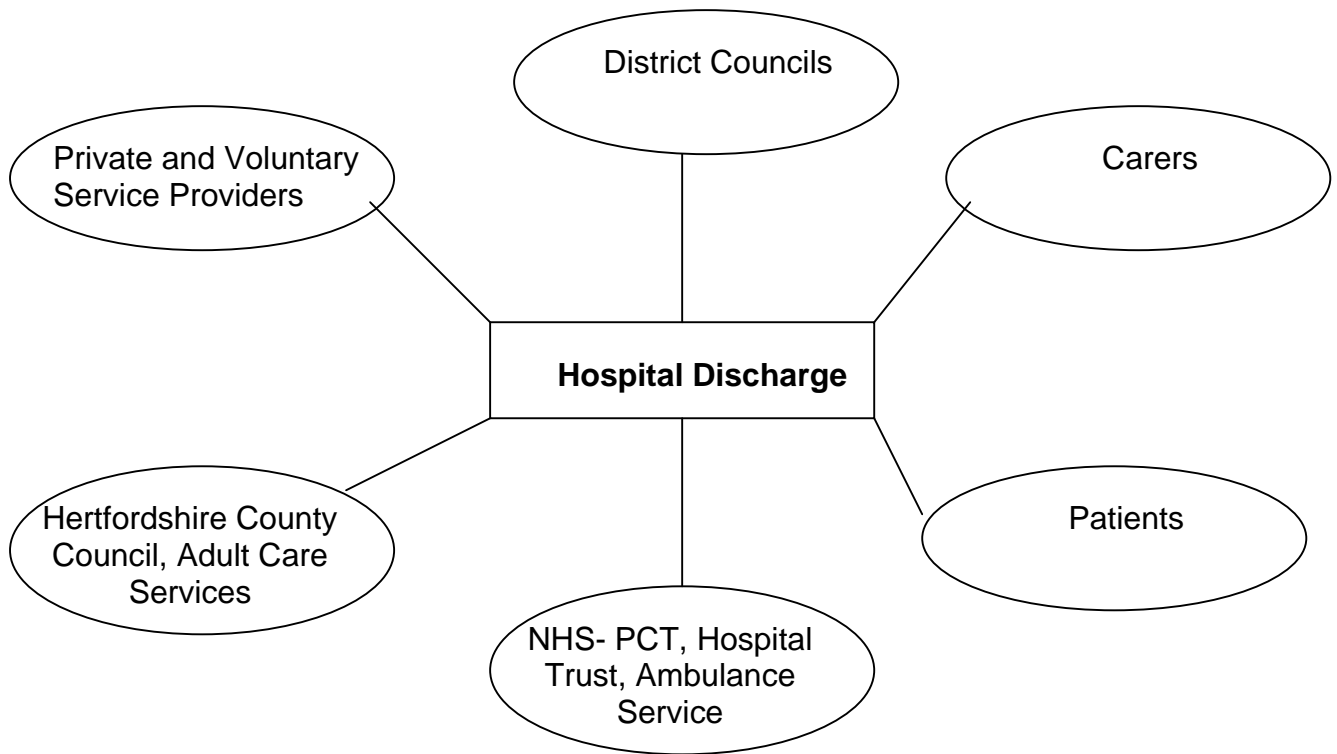 District Councils
Private and Voluntary
Service Providers
Carers
Hospital Discharge
Hertfordshire County
Council, Adult Care
Services
Patients
NHS- PCT, Hospital
Trust, Ambulance
Service